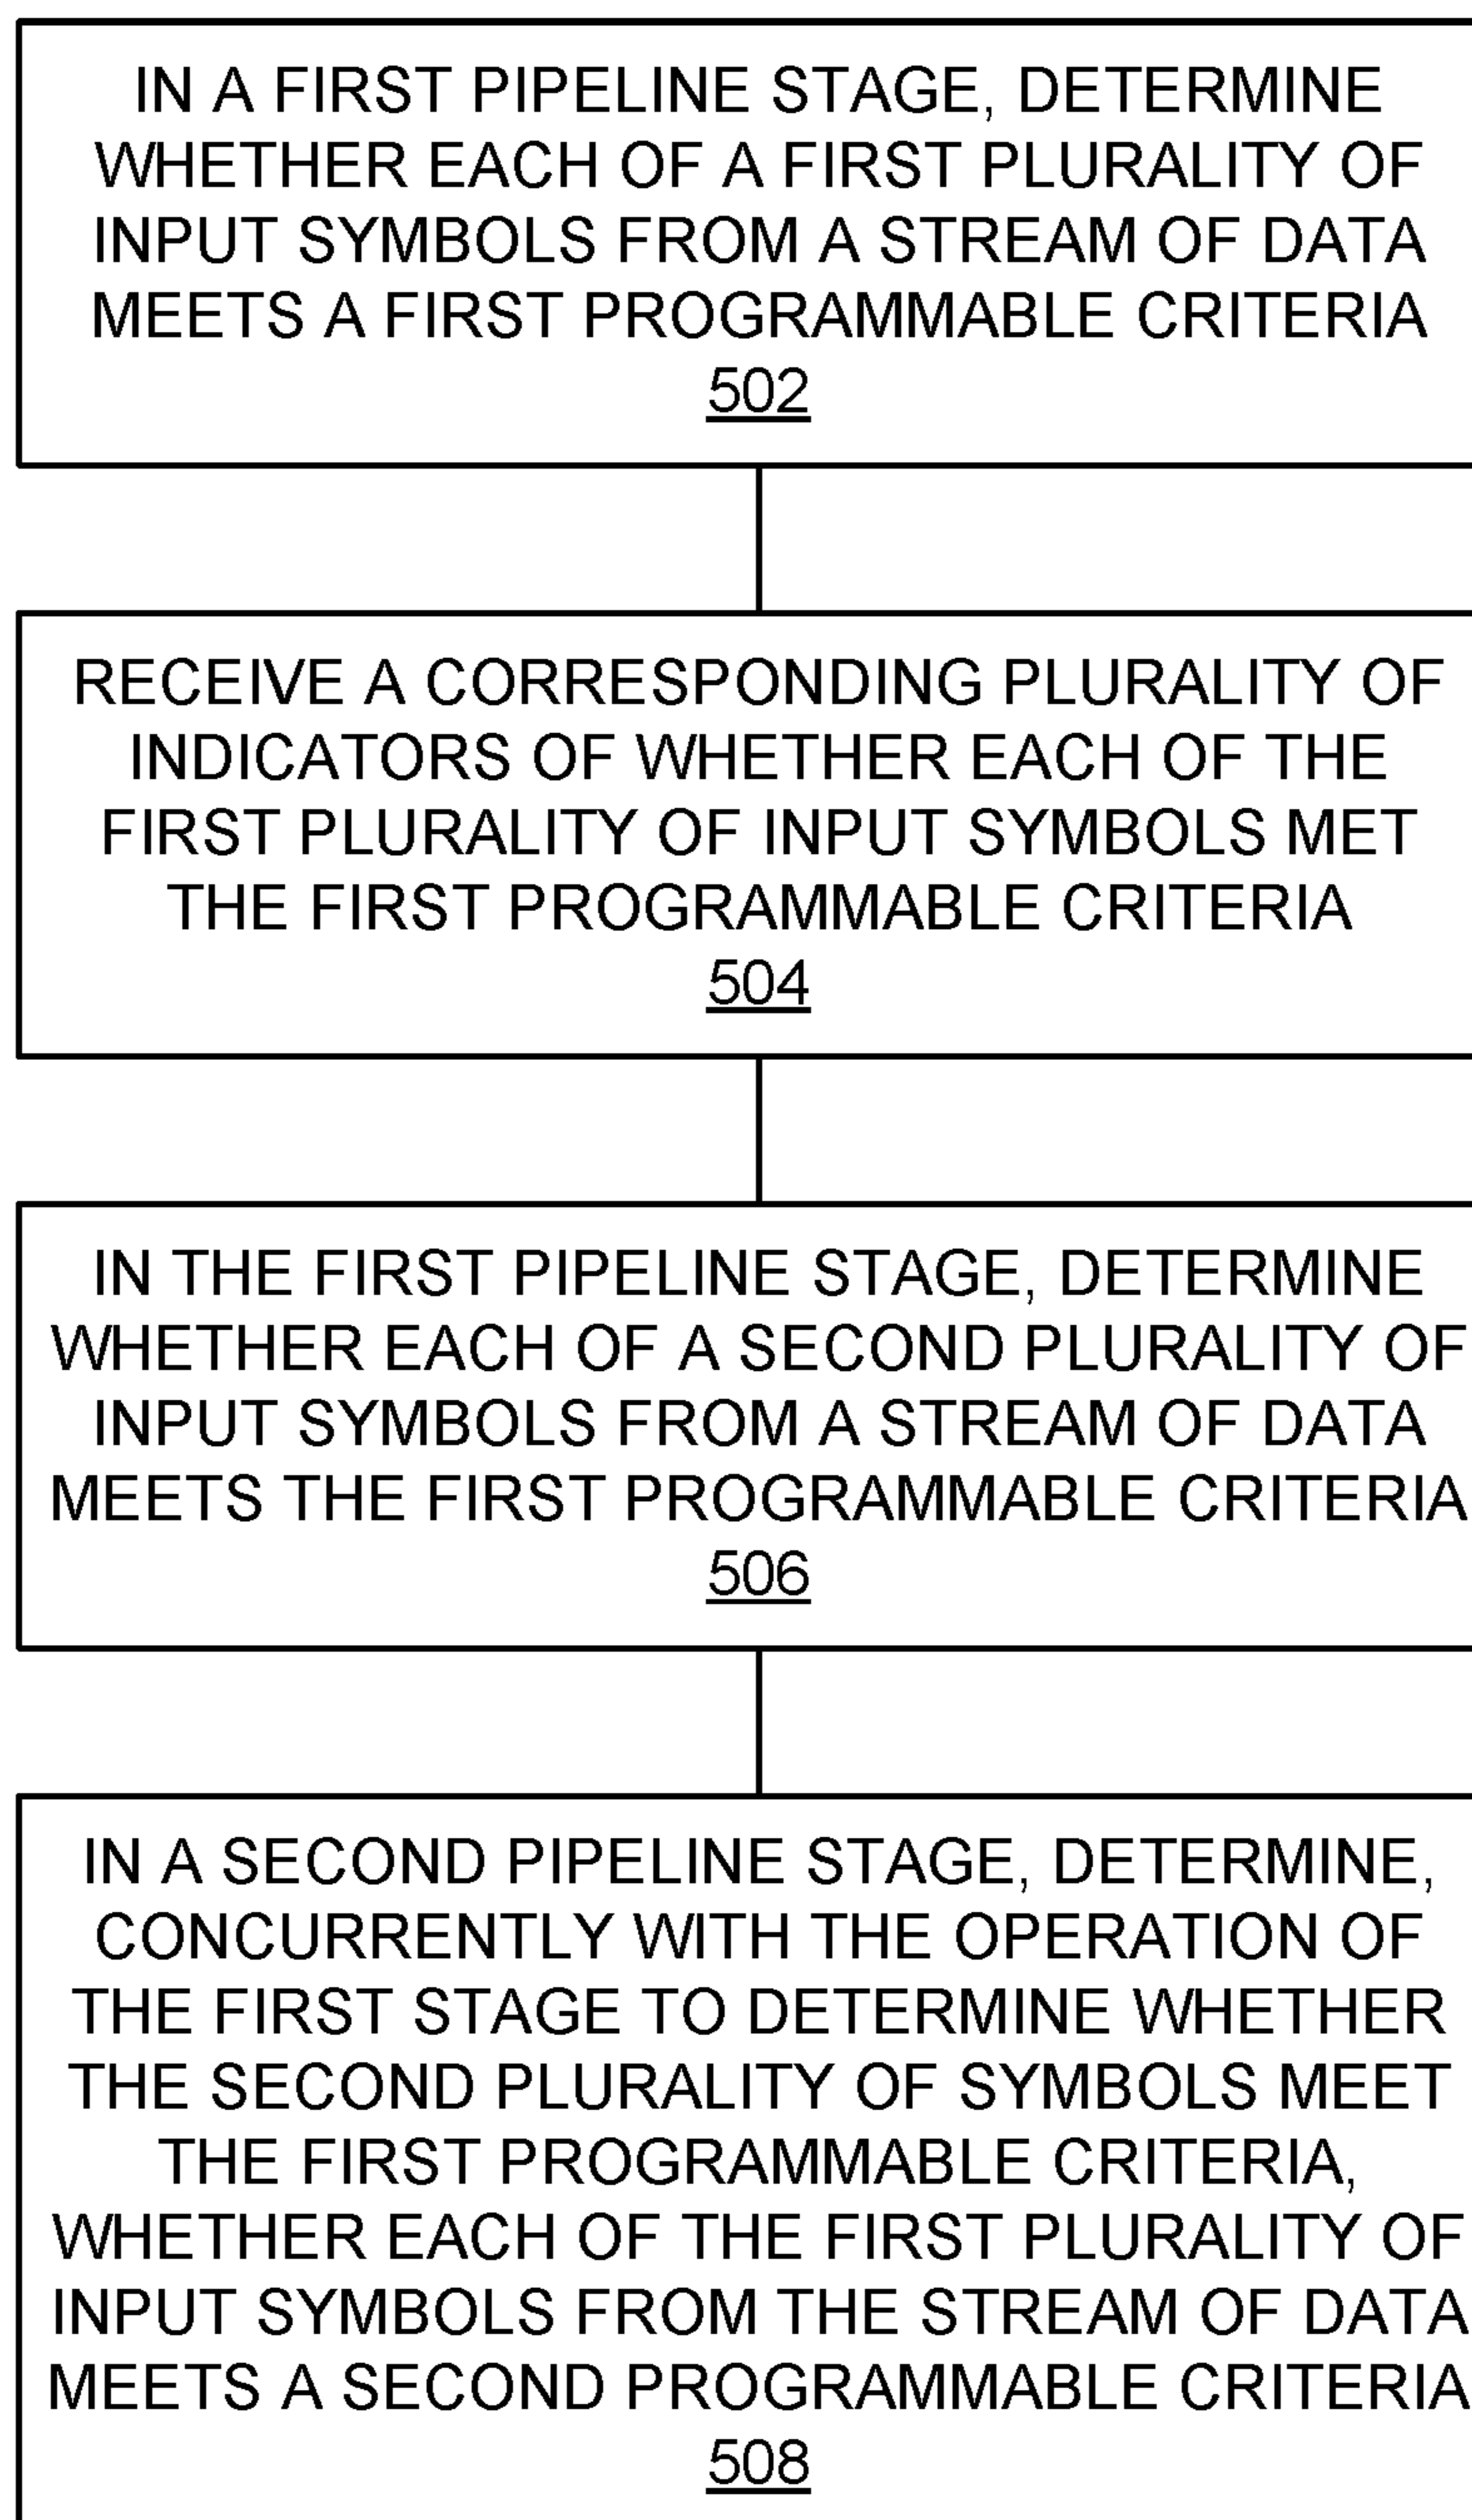 IN A FIRST PIPELINE STAGE, DETERMINE
WHETHER EACH OF A FIRST PLURALITY OF
INPUT SYMBOLS FROM A STREAM OF DATA
MEETS A FIRST PROGRAMMABLE CRITERIA
502
RECEIVE A CORRESPONDING PLURALITY OF
INDICATORS OF WHETHER EACH OF THE
FIRST PLURALITY OF INPUT SYMBOLS MET
THE FIRST PROGRAMMABLE CRITERIA
504
IN THE FIRST PIPELINE STAGE, DETERMINE
WHETHER EACH OF A SECOND PLURALITY OF
INPUT SYMBOLS FROM A STREAM OF DATA
MEETS THE FIRST PROGRAMMABLE CRITERIA
506
IN A SECOND PIPELINE STAGE, DETERMINE,
CONCURRENTLY WITH THE OPERATION OF
THE FIRST STAGE TO DETERMINE WHETHER
THE SECOND PLURALITY OF SYMBOLS MEET
THE FIRST PROGRAMMABLE CRITERIA,
WHETHER EACH OF THE FIRST PLURALITY OF
INPUT SYMBOLS FROM THE STREAM OF DATA
MEETS A SECOND PROGRAMMABLE CRITERIA
508